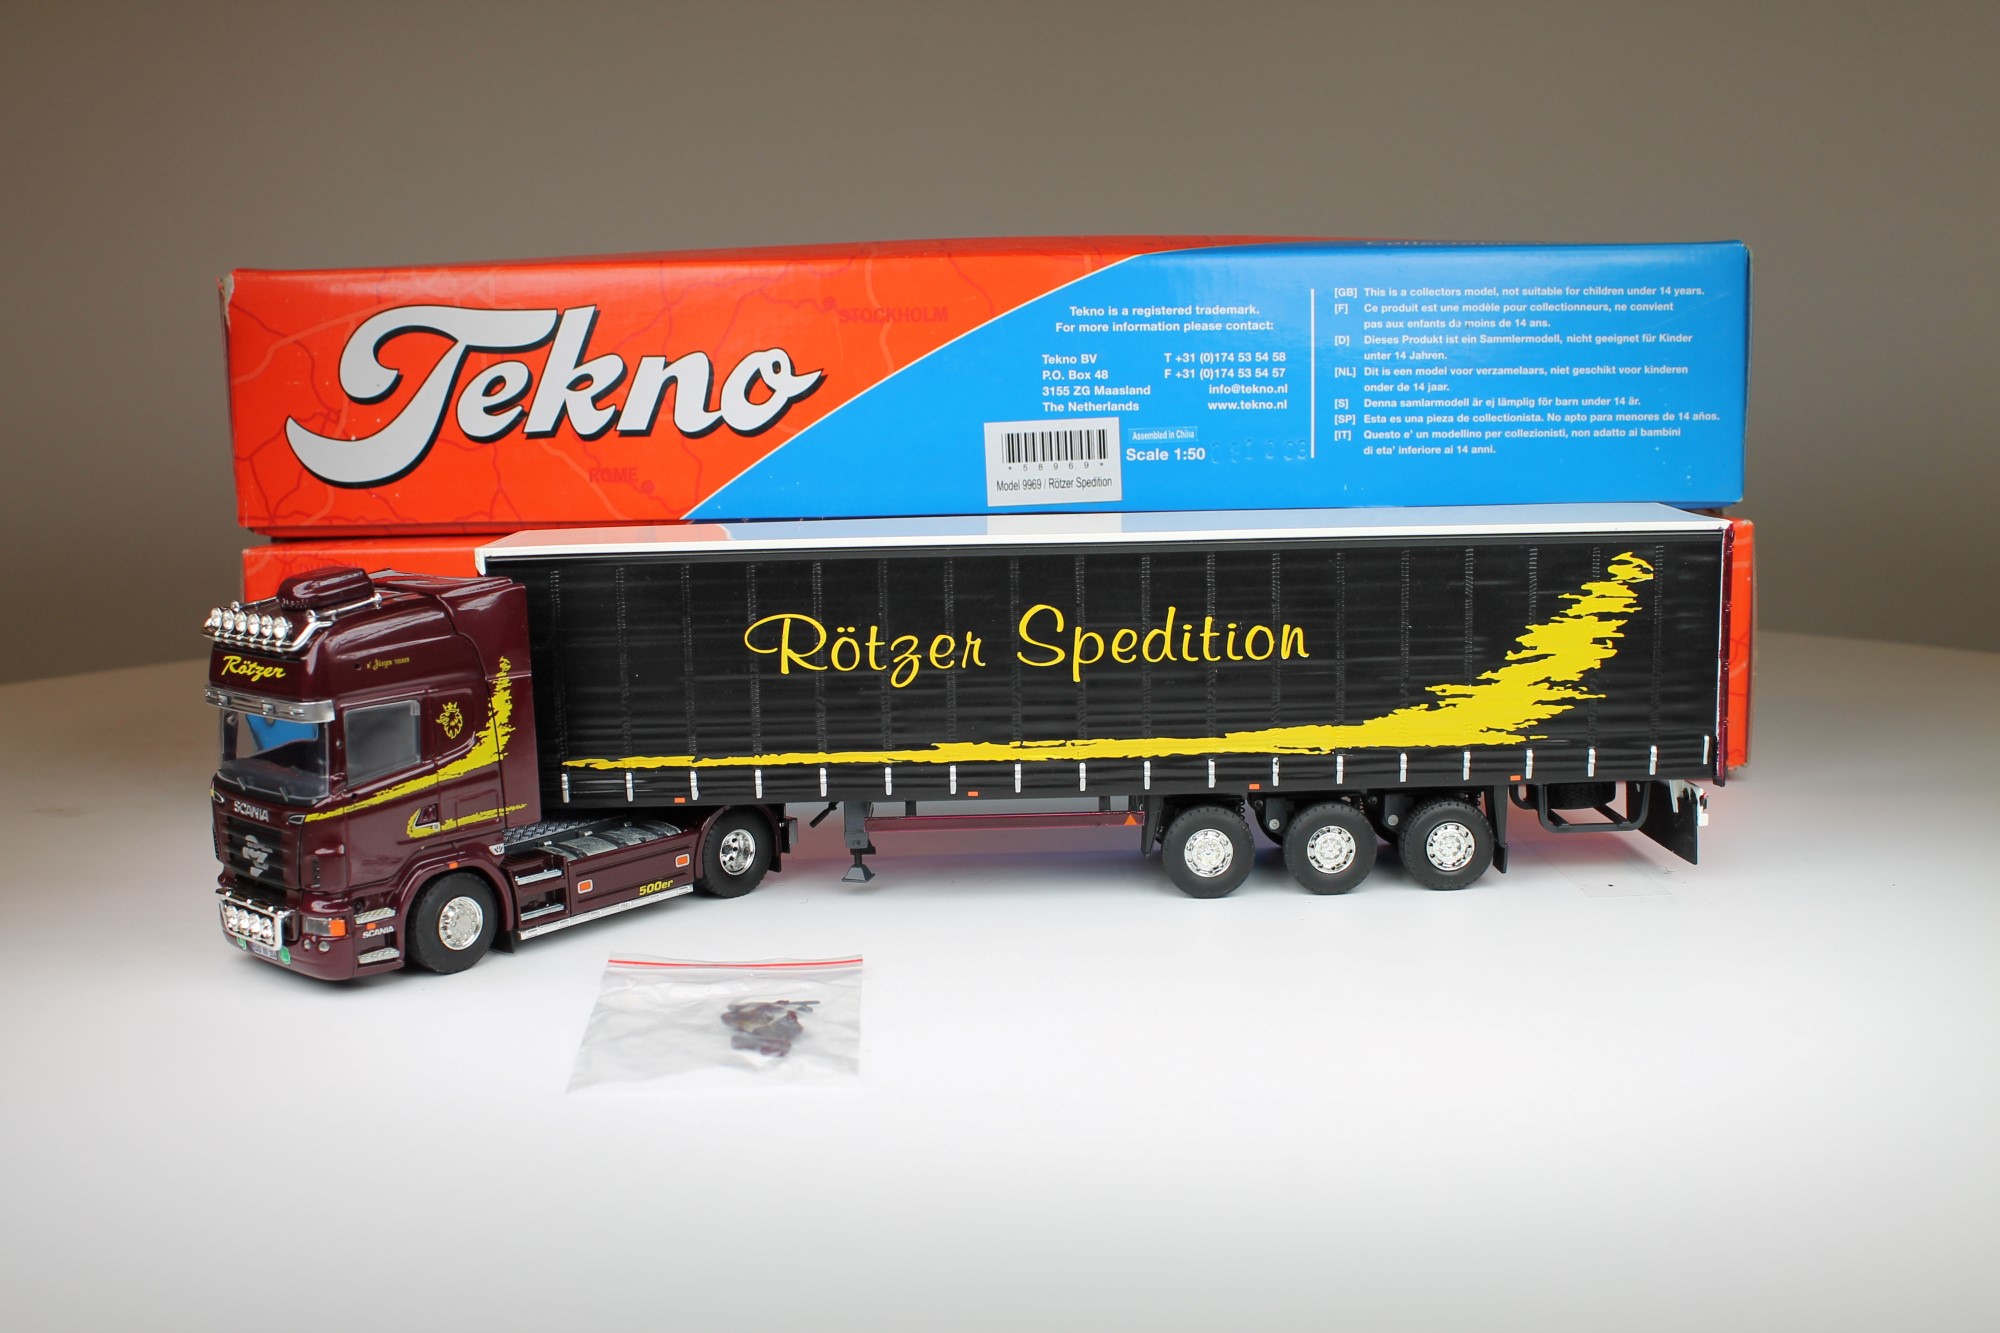 Tekno
STOCKHOLM
ROME
Tekno is a registered trademark.
For more information please contact:
Tekno BV
P.O. Box 48
3155 ZG Maasland
The Netherlands
T +31 (0)174 53 54 58
F +31 (0)174 53 54 57
info@tekno.nl
www.tekno.nl
* 5 8 9 6 9 *
Model 9969 / Rötzer Spedition
Assembled in China
Scale 1:50
[GB] This is a collectors model, not suitable for children under 14 years.
[F] Ce produit est une modèle pour collectionneurs, ne convient
pas aux enfants de moins de 14 ans.
[D] Dieses Produkt ist ein Sammlermodell, nicht geeignet für Kinder
unter 14 Jahren.
[NL] Dit is een model voor verzamelaars, niet geschikt voor kinderen
onder de 14 jaar.
[S] Denna samlarmodell är ej lämplig för barn under 14 år.
[SP] Esta es una pieza de collectionista. No apto para menores de 14 años.
[IT] Questo e' un modellino per collezionisti, non adatto ai bambini
di eta' inferiore ai 14 anni.
Rötzer Spedition
Rötzer
SCANIA
500er
SCANIA